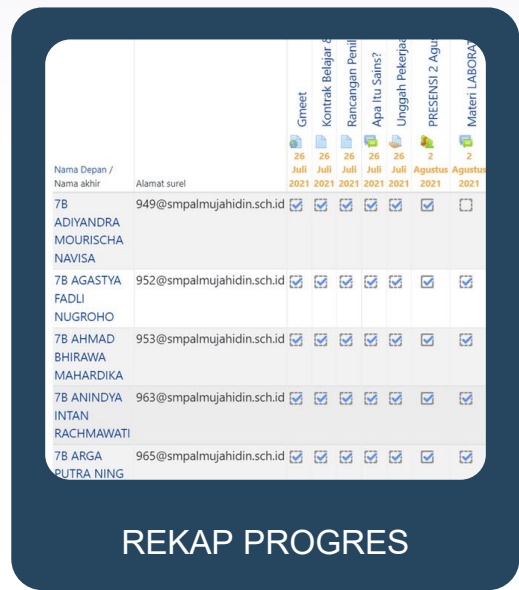 Gmeet
Kontrak Belajar &
Rancangan Penil
Apa Itu Sains?
Unggah Pekerjaa
PRESENSI 2 Agus
Materi LABORAT
26 Juli 2021
26 Juli 2021
26 Juli 2021
26 Juli 2021
26 Juli 2021
2 Agustus 2021
2 Agustus 2021
Nama Depan /
Nama akhir
Alamat surel
7B
ADIYANDRA
MOURISCHA
NAVISA
949@smpalmujahidin.sch.id
7B AGASTYA
FADLI
NUGROHO
952@smpalmujahidin.sch.id
7B AHMAD
BHIRAWA
MAHARDIKA
953@smpalmujahidin.sch.id
7B ANINDYA
INTAN
RACHMAWATI
963@smpalmujahidin.sch.id
7B ARGA
PUTRA NING
965@smpalmujahidin.sch.id
REKAP PROGRES